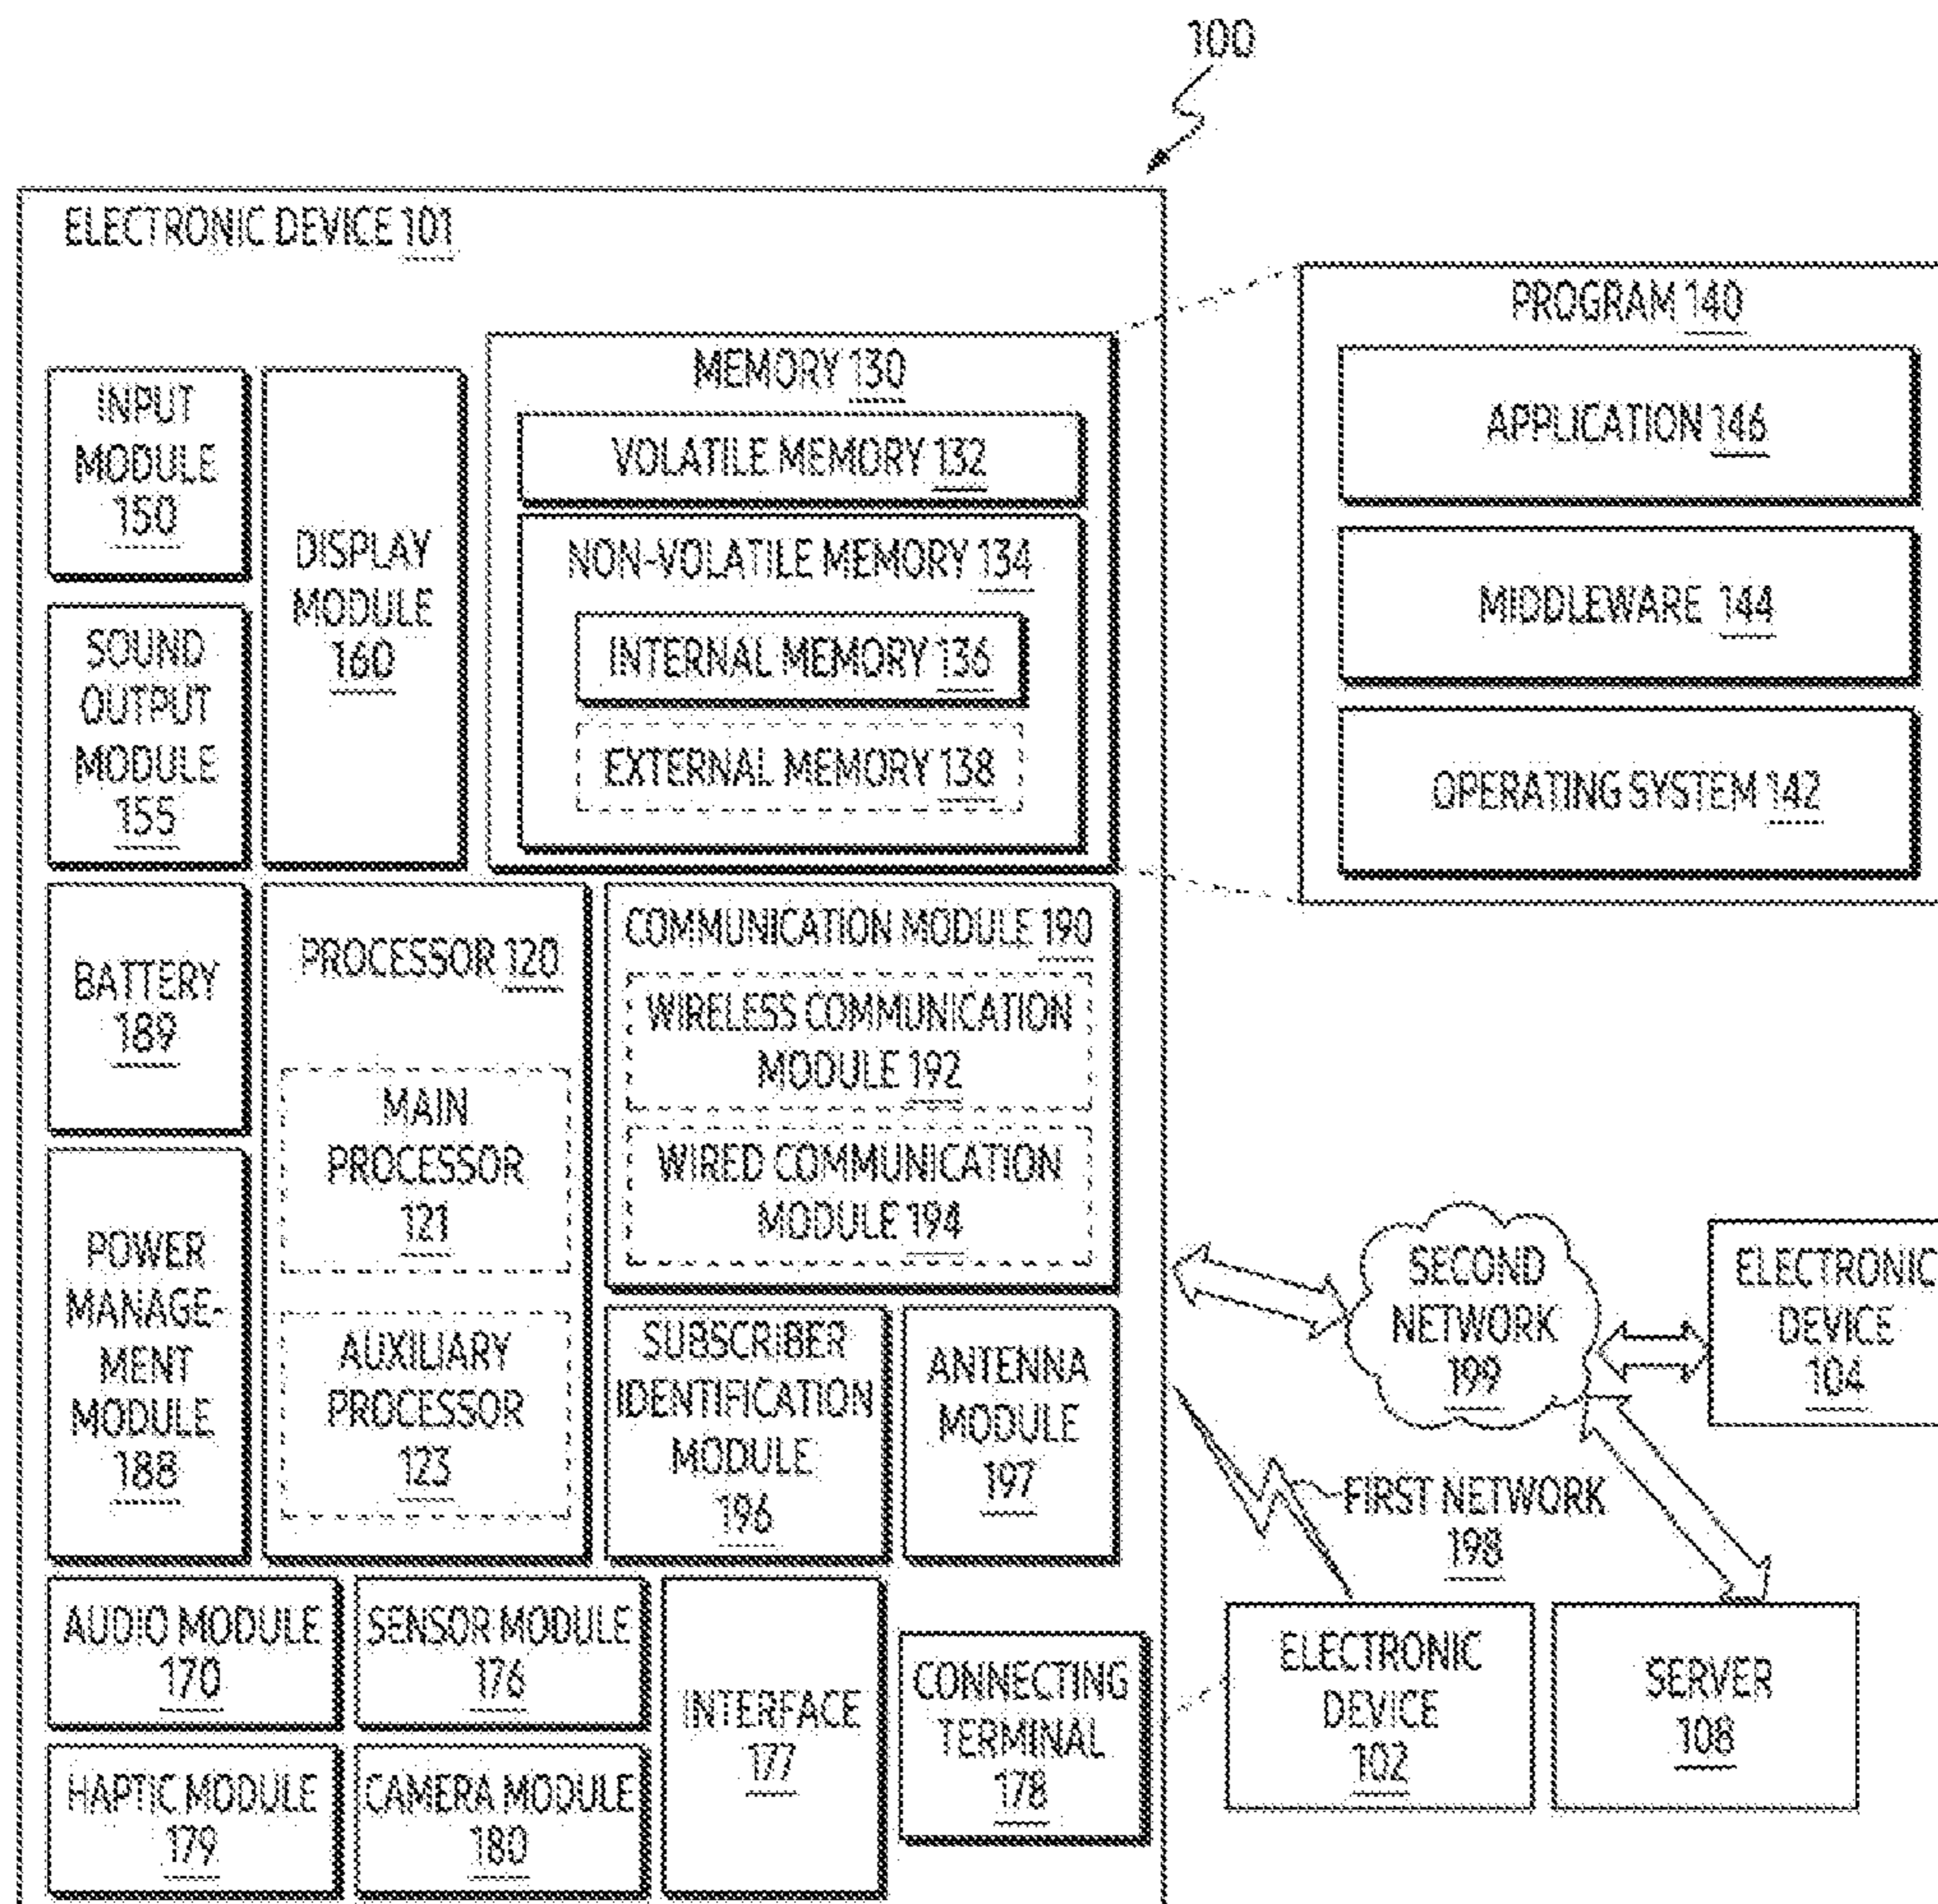 100
ELECTRONIC DEVICE 101
INPUT
MODULE
150
SOUND
OUTPUT
MODULE
155
DISPLAY
MODULE
160
MEMORY 130
VOLATILE MEMORY 132
NON-VOLATILE MEMORY 134
INTERNAL MEMORY 136
EXTERNAL MEMORY 138
PROGRAM 140
APPLICATION 146
MIDDLEWARE 144
OPERATING SYSTEM 142
BATTERY
189
POWER
MANAGE-
MENT
MODULE
188
PROCESSOR 120
MAIN
PROCESSOR
121
AUXILIARY
PROCESSOR
123
COMMUNICATION MODULE 190
WIRELESS COMMUNICATION
MODULE 192
WIRED COMMUNICATION
MODULE 194
SUBSCRIBER
IDENTIFICATION
MODULE
196
ANTENNA
MODULE
197
SECOND
NETWORK
199
ELECTRONIC
DEVICE
104
FIRST NETWORK
198
AUDIO MODULE
170
SENSOR MODULE
176
HAPTIC MODULE
179
CAMERA MODULE
180
INTERFACE
177
CONNECTING
TERMINAL
178
ELECTRONIC
DEVICE
102
SERVER
108